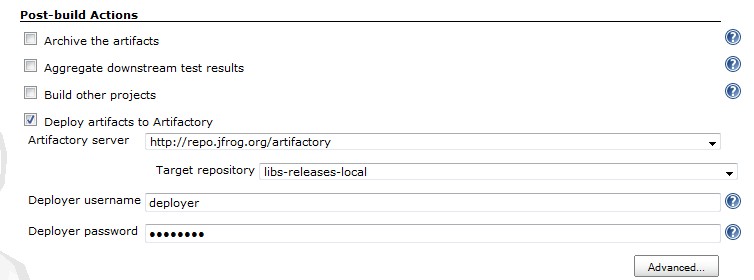 Post-build Actions
Archive the artifacts
Aggregate downstream test results
Build other projects
Deploy artifacts to Artifactory
Artifactory server http://repo.jfrog.org/artifactory
Target repository libs-releases-local
Deployer username deployer
Deployer password ••••••••
Advanced...